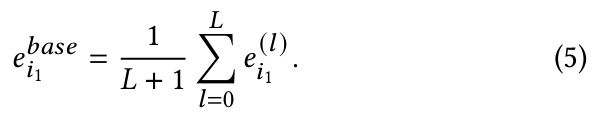 $e_{i_1}^{base} = \frac{1}{L+1} \sum_{l=0}^{L} e_{i_1}^{(l)}.$ (5)